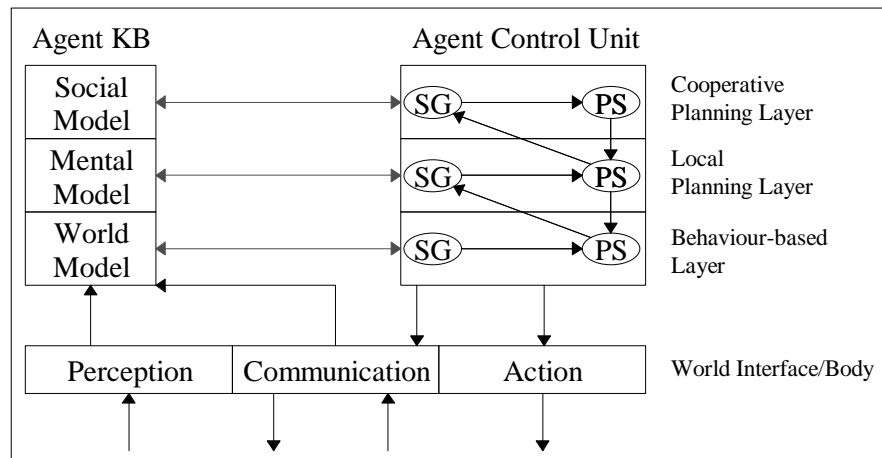 Agent KB
Agent Control Unit
Social
Model
SG
PS
Cooperative
Planning Layer
Mental
Model
SG
PS
Local
Planning Layer
World
Model
SG
PS
Behaviour-based
Layer
Perception
Communication
Action
World Interface/Body